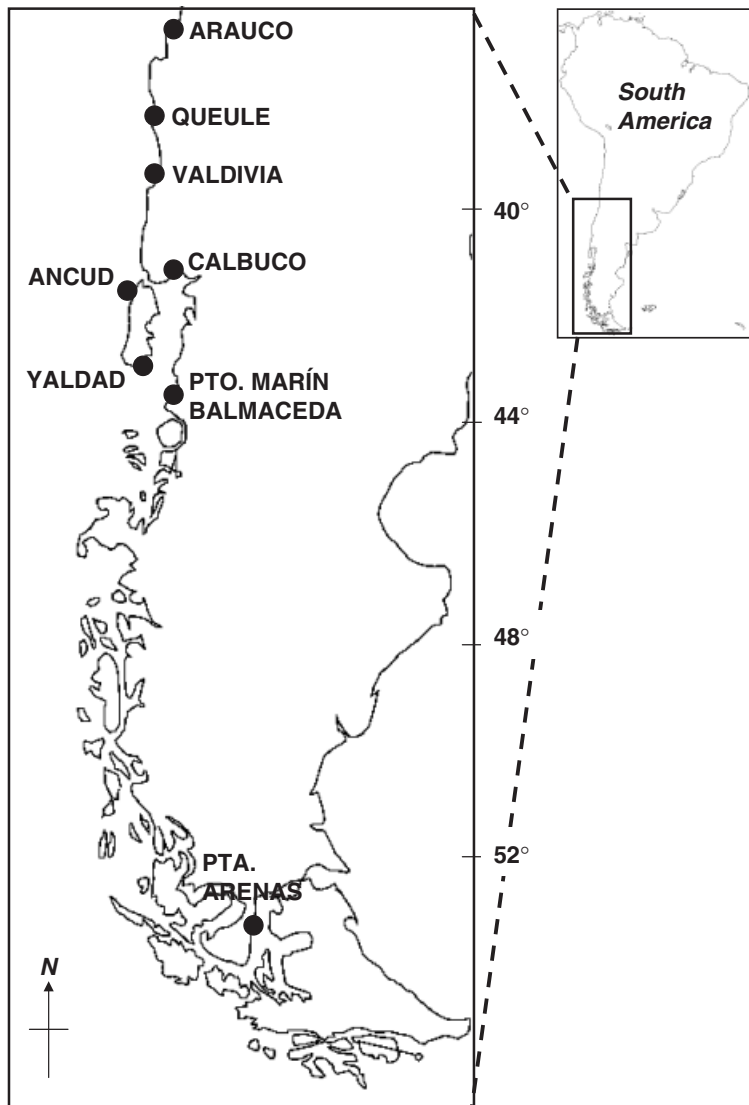 ARAUCO
QUEULE
VALDIVIA
CALBUCO
ANCUD
YALDAD
PTO. MARÍN
BALMACEDA
PTA.
ARENAS
N
40°
44°
48°
52°
South
America